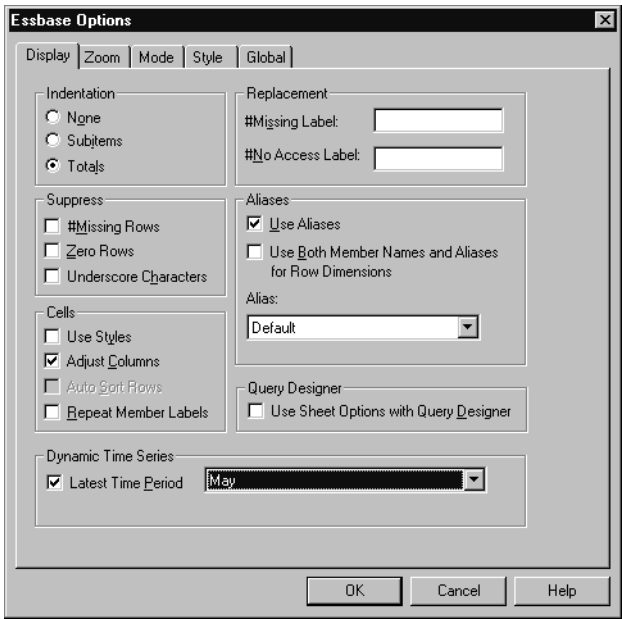 Essbase Options
Display Zoom Mode Style Global
Indentation
None
Subitems
Totals
Replacement
#Missing Label:
#No Access Label:
Suppress
#Missing Rows
Zero Rows
Underscore Characters
Aliases
Use Aliases
Use Both Member Names and Aliases
for Row Dimensions
Alias:
Default
Cells
Use Styles
Adjust Columns
Auto Sort Rows
Repeat Member Labels
Query Designer
Use Sheet Options with Query Designer
Dynamic Time Series
Latest Time Period May
OK Cancel Help